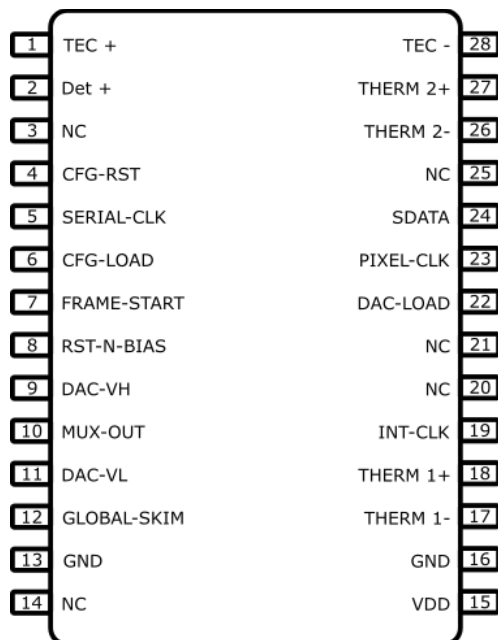 1 TEC + TEC - 28
2 Det + THERM 2+ 27
3 NC THERM 2- 26
4 CFG-RST NC 25
5 SERIAL-CLK SDATA 24
6 CFG-LOAD PIXEL-CLK 23
7 FRAME-START DAC-LOAD 22
8 RST-N-BIAS NC 21
9 DAC-VH NC 20
10 MUX-OUT INT-CLK 19
11 DAC-VL THERM 1+ 18
12 GLOBAL-SKIM THERM 1- 17
13 GND GND 16
14 NC VDD 15